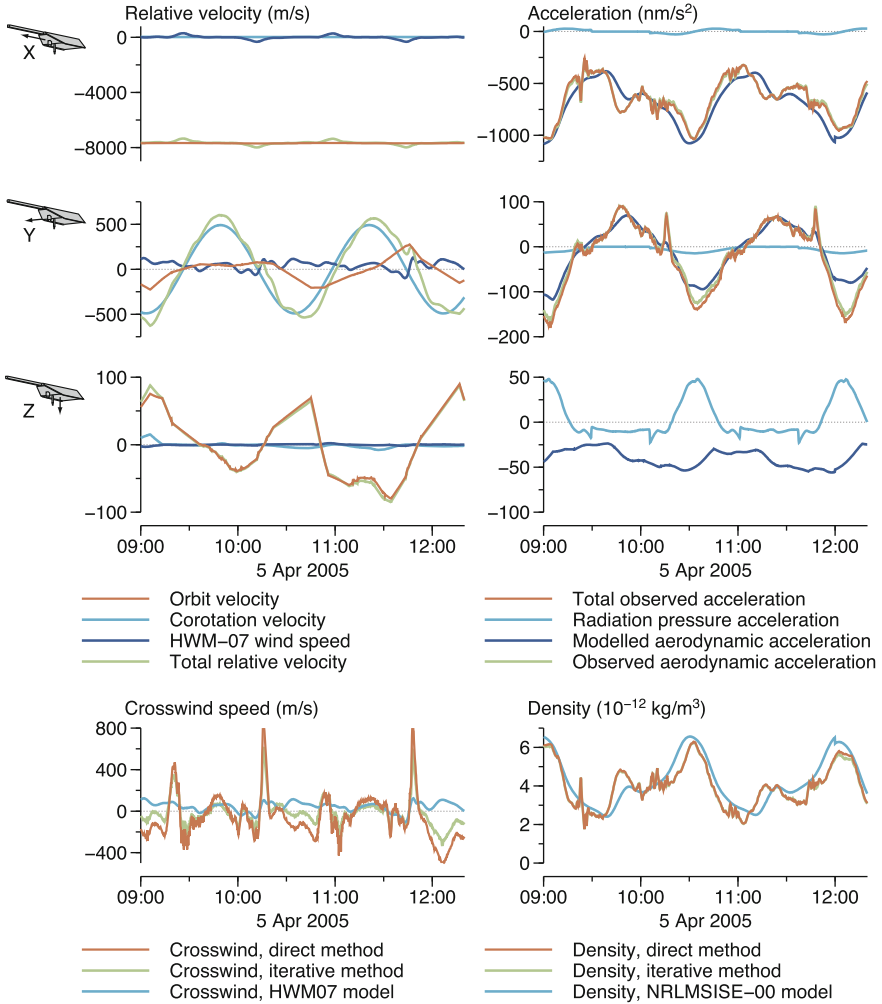 Relative velocity (m/s)
Acceleration (nm/s²)
X
0
−4000
−8000
0
−500
−1000
Y
500
0
−500
100
0
−100
−200
Z
100
0
−100
50
0
−50
−100
09:00 10:00 11:00 12:00
5 Apr 2005
09:00 10:00 11:00 12:00
5 Apr 2005
Orbit velocity
Corotation velocity
HWM−07 wind speed
Total relative velocity
Total observed acceleration
Radiation pressure acceleration
Modelled aerodynamic acceleration
Observed aerodynamic acceleration
Crosswind speed (m/s)
Density (10⁻¹² kg/m³)
800
400
0
−400
6
4
2
0
09:00 10:00 11:00 12:00
5 Apr 2005
09:00 10:00 11:00 12:00
5 Apr 2005
Crosswind, direct method
Crosswind, iterative method
Crosswind, HWM07 model
Density, direct method
Density, iterative method
Density, NRLMSISE−00 model